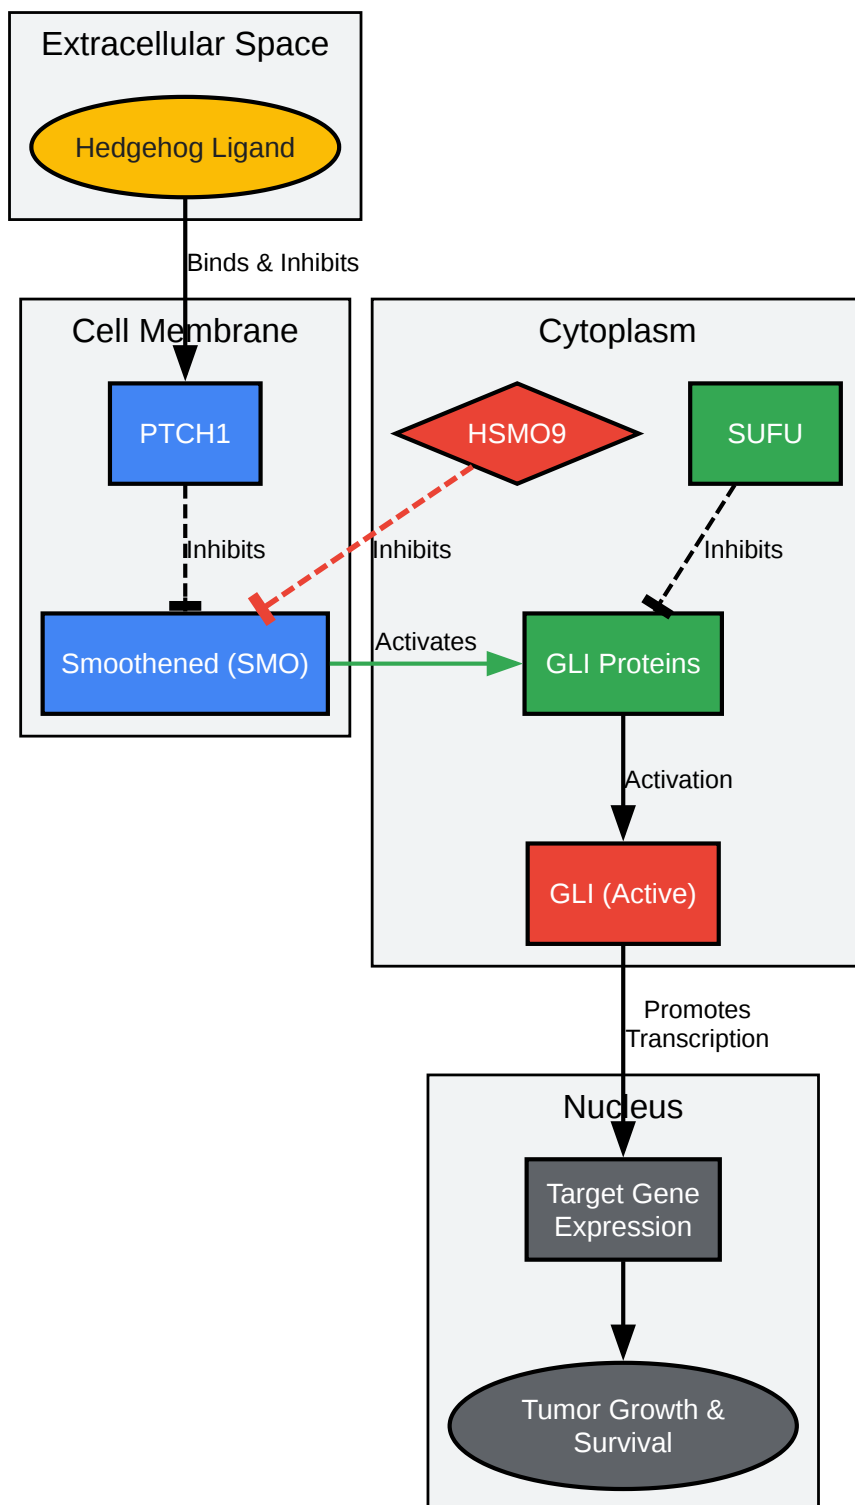 Extracellular Space
Hedgehog Ligand
Binds & Inhibits
Cell Membrane
Cytoplasm
PTCH1
HSMO9
SUFU
Inhibits
Inhibits
Inhibits
Smoothened (SMO)
Activates
GLI Proteins
Activation
GLI (Active)
Promotes
Transcription
Nucleus
Target Gene
Expression
Tumor Growth &
Survival